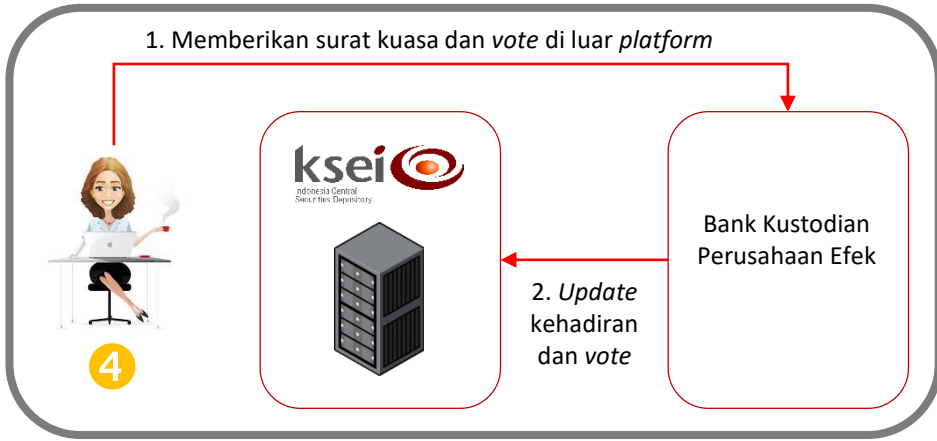 1. Memberikan surat kuasa dan vote di luar platform
ksei
Indonesia Central
Securities Depository
Bank Kustodian
Perusahaan Efek
2. Update
kehadiran
dan vote
4